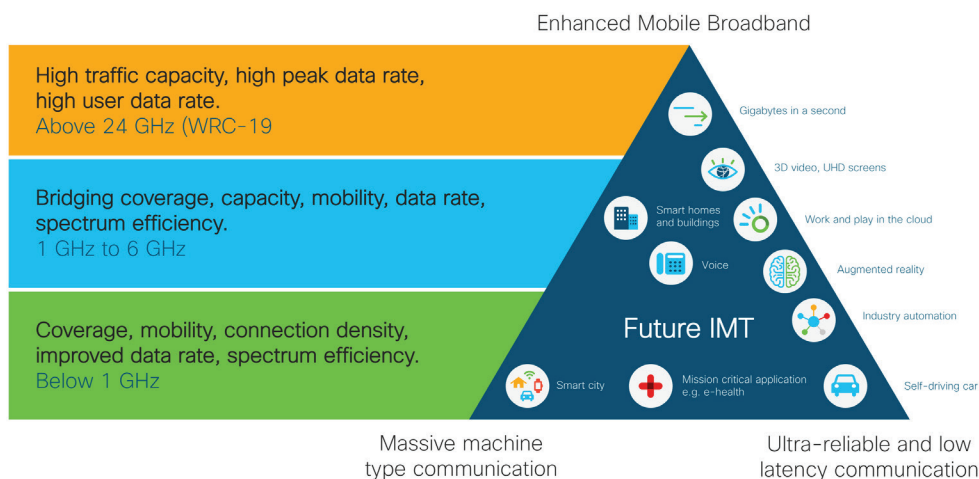 Enhanced Mobile Broadband
High traffic capacity, high peak data rate,
high user data rate.
Above 24 GHz (WRC-19
Gigabytes in a second
3D video, UHD screens
Bridging coverage, capacity, mobility, data rate,
spectrum efficiency.
1 GHz to 6 GHz
Smart homes
and buildings
Work and play in the cloud
Voice
Augmented reality
Coverage, mobility, connection density,
improved data rate, spectrum efficiency.
Below 1 GHz
Future IMT
Industry automation
Smart city
Mission critical application
e.g. e-health
Self-driving car
Massive machine
type communication
Ultra-reliable and low
latency communication